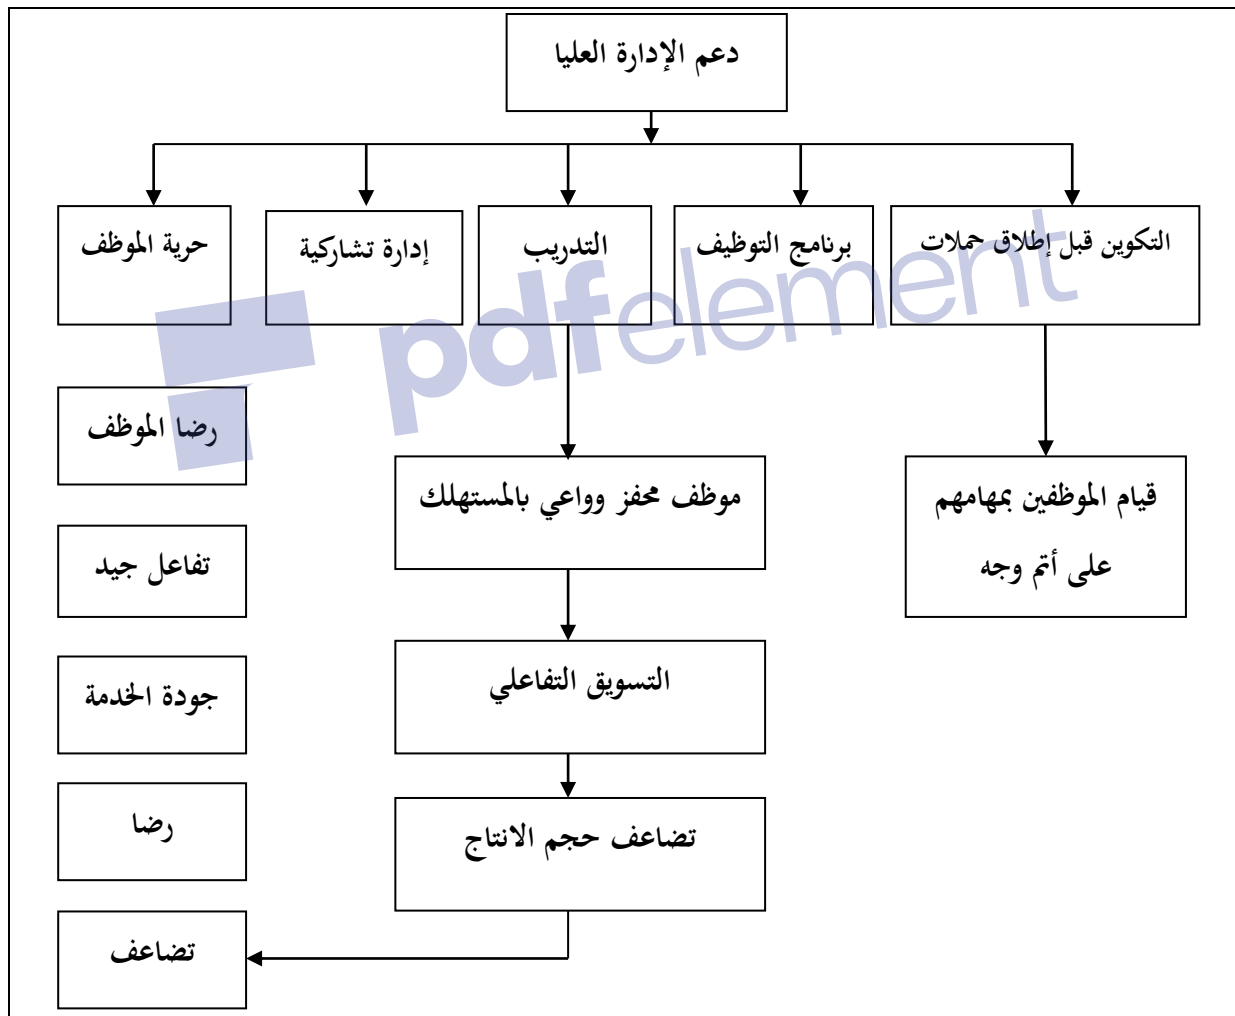 دعم الإدارة العليا
التكوين قبل إطلاق حملات
برنامج التوظيف
التدريب
إدارة تشاركية
حرية الموظف
pdfelement
رضا الموظف
قيام الموظفين بمهامهم
على أتم وجه
موظف محفز وواعي بالمستهلك
تفاعل جيد
التسويق التفاعلي
جودة الخدمة
تضاعف حجم الانتاج
رضا
تضاعف